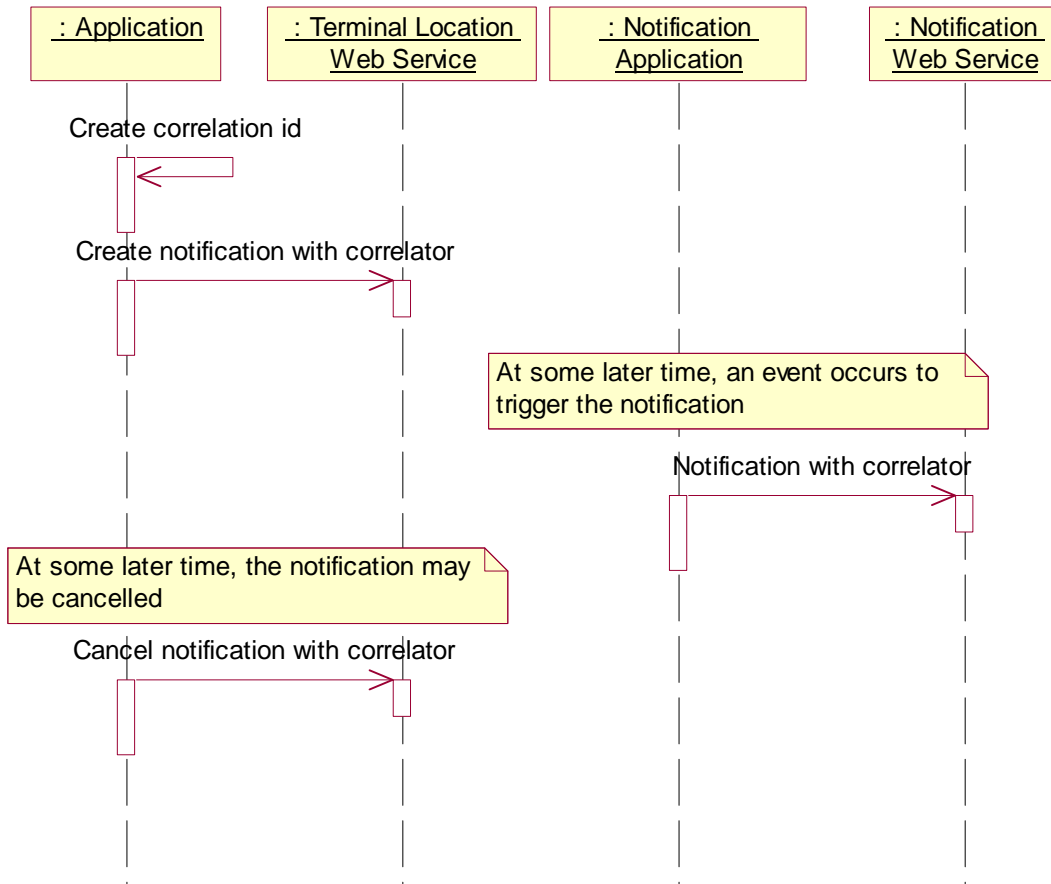 : Application
: Terminal Location
Web Service
: Notification
Application
: Notification
Web Service
Create correlation id
Create notification with correlator
At some later time, an event occurs to
trigger the notification
Notification with correlator
At some later time, the notification may
be cancelled
Cancel notification with correlator